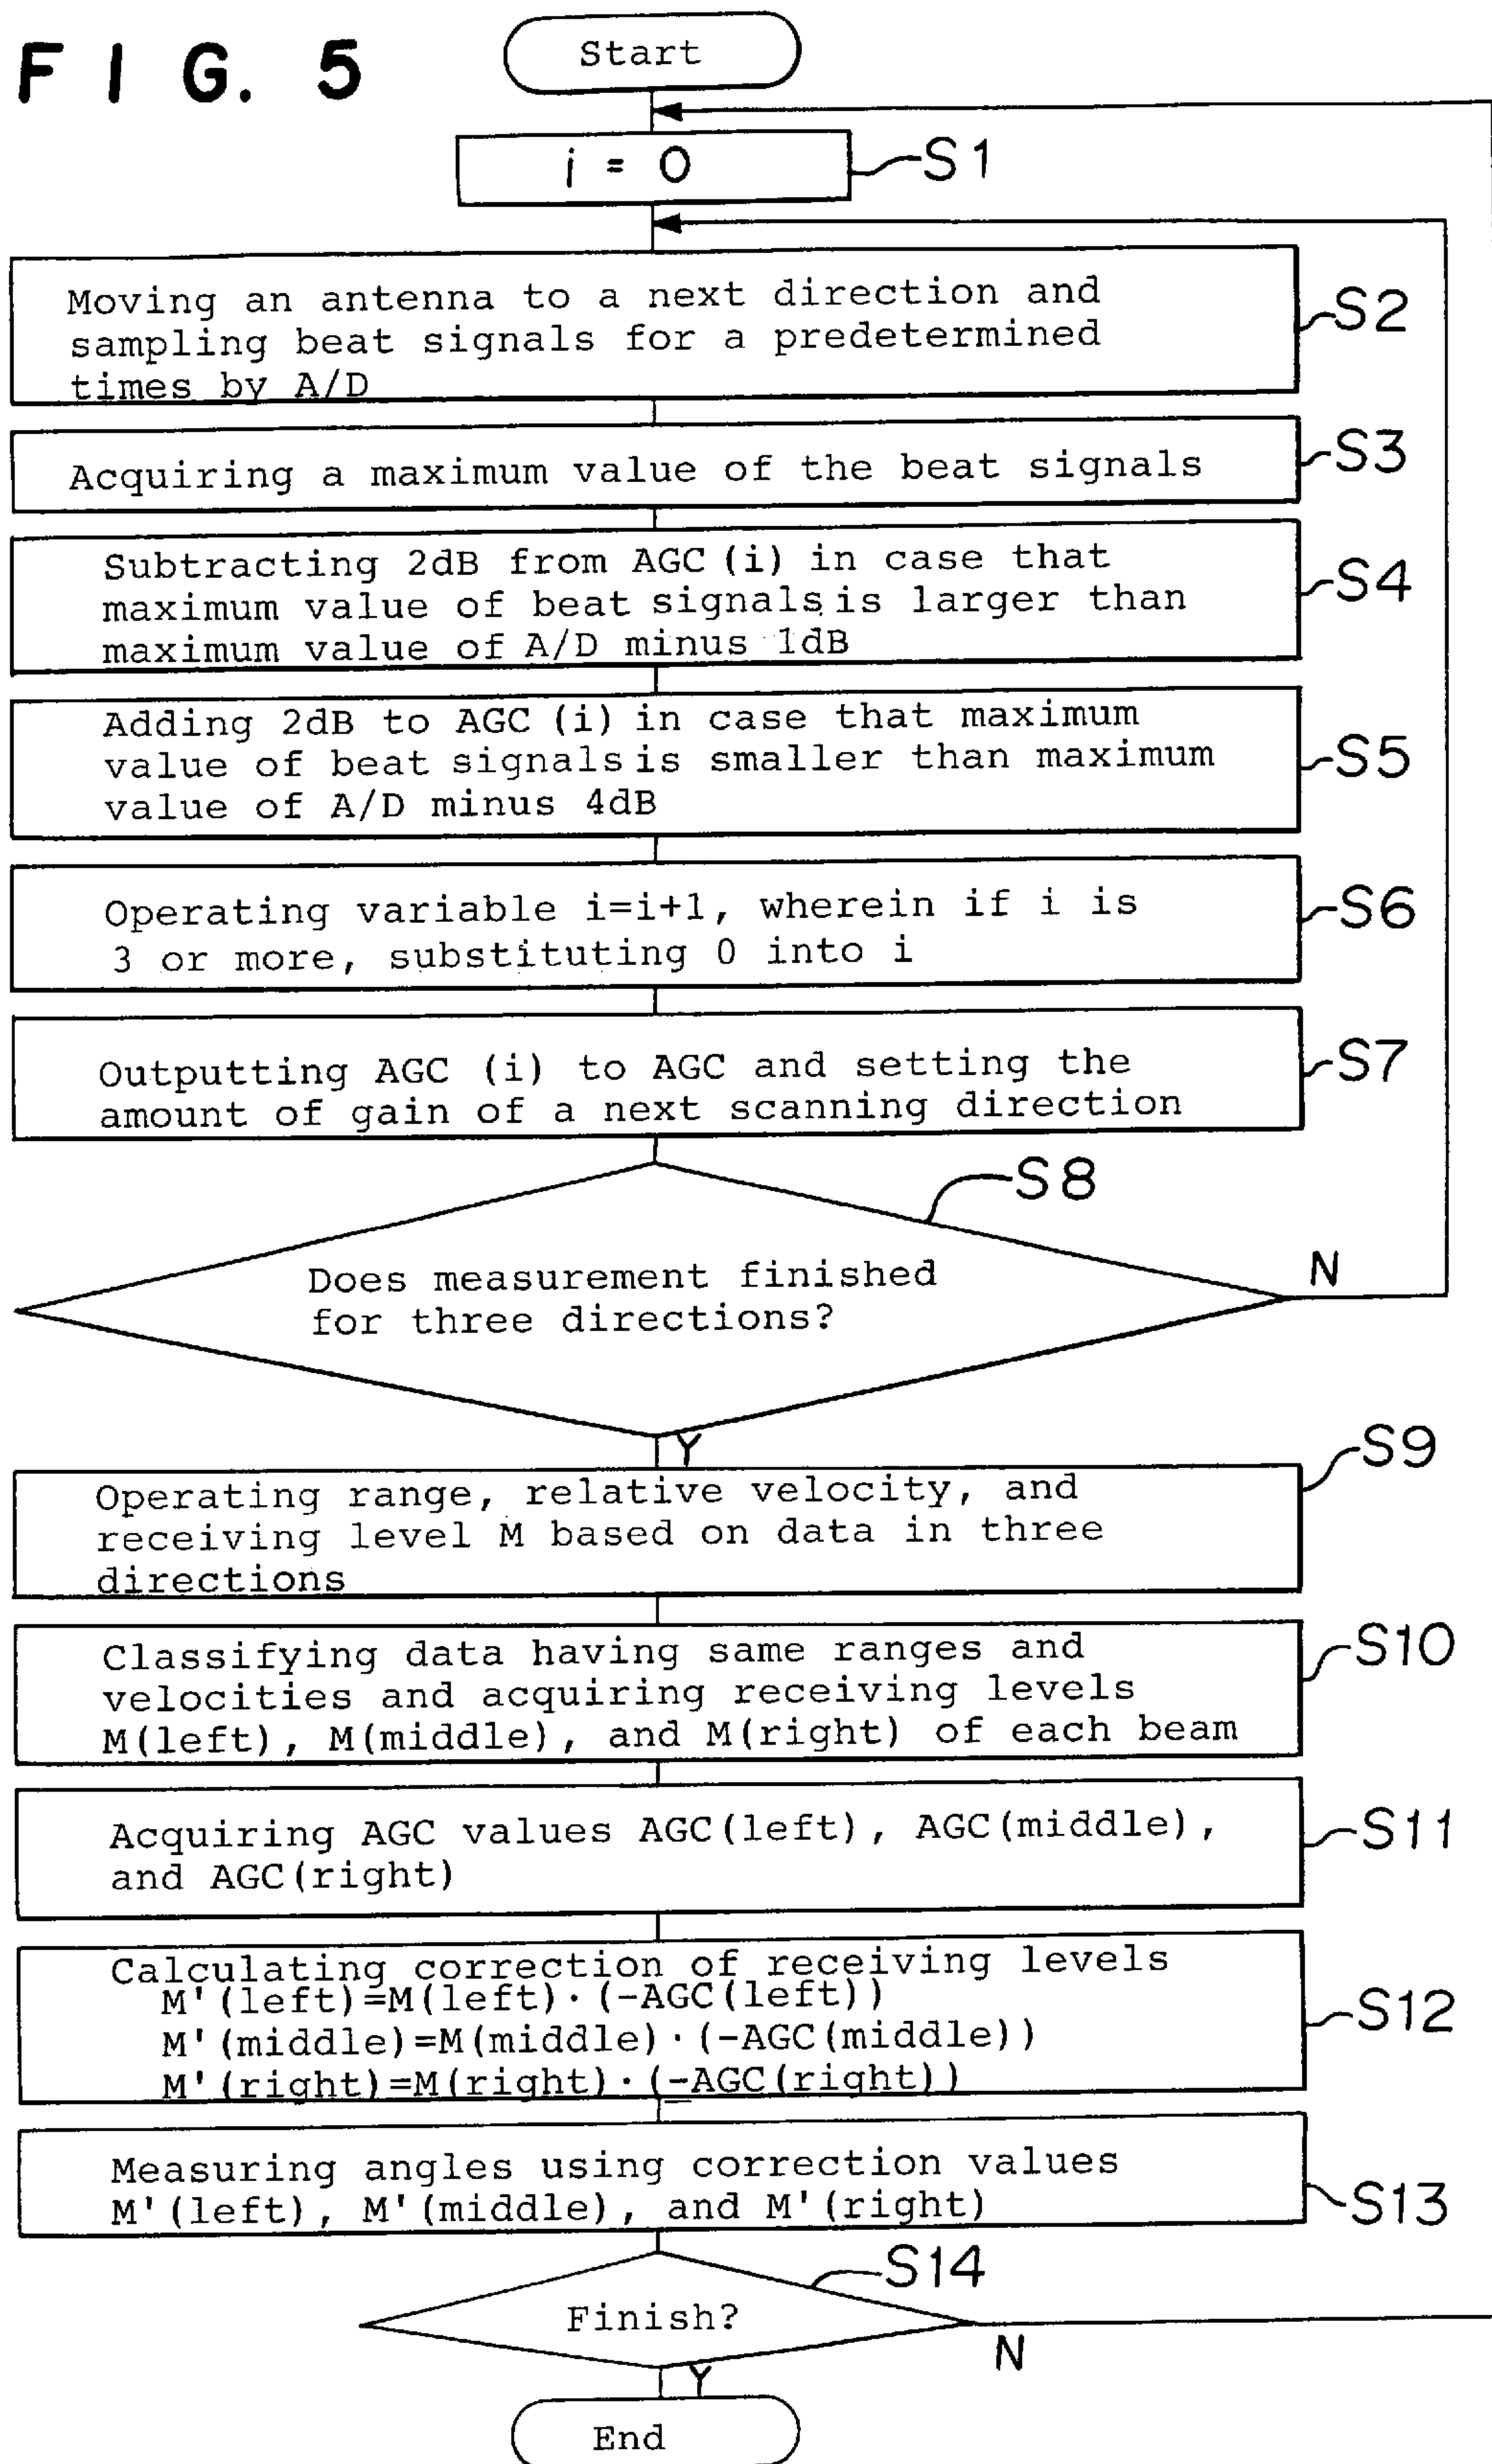 FIG. 5
Start
i = 0
S1
Moving an antenna to a next direction and
sampling beat signals for a predetermined
times by A/D
S2
Acquiring a maximum value of the beat signals
S3
Subtracting 2dB from AGC (i) in case that
maximum value of beat signals is larger than
maximum value of A/D minus 1dB
S4
Adding 2dB to AGC (i) in case that maximum
value of beat signals is smaller than maximum
value of A/D minus 4dB
S5
Operating variable i=i+1, wherein if i is
3 or more, substituting 0 into i
S6
Outputting AGC (i) to AGC and setting the
amount of gain of a next scanning direction
S7
S8
Does measurement finished
for three directions?
N
Y
S9
Operating range, relative velocity, and
receiving level M based on data in three
directions
Classifying data having same ranges and
velocities and acquiring receiving levels
M(left), M(middle), and M(right) of each beam
S10
Acquiring AGC values AGC(left), AGC(middle),
and AGC(right)
S11
Calculating correction of receiving levels
M'(left)=M(left)·(-AGC(left))
M'(middle)=M(middle)·(-AGC(middle))
M'(right)=M(right)·(-AGC(right))
S12
Measuring angles using correction values
M'(left), M'(middle), and M'(right)
S13
S14
Finish?
N
Y
End